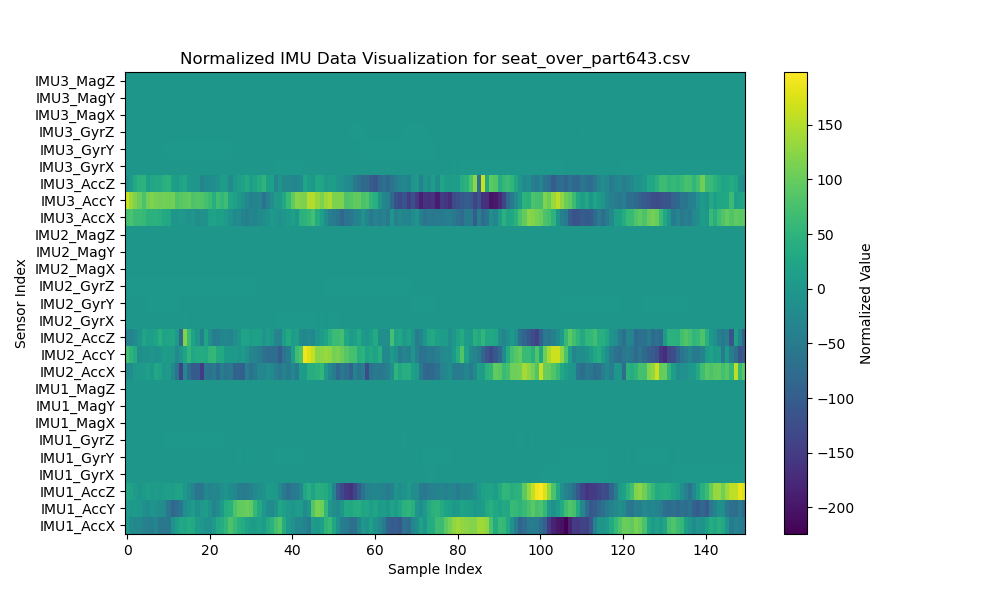 Normalized IMU Data Visualization for seat_over_part643.csv
IMU3_MagZ
IMU3_MagY
IMU3_MagX
IMU3_GyrZ
IMU3_GyrY
IMU3_GyrX
IMU3_AccZ
IMU3_AccY
IMU3_AccX
IMU2_MagZ
IMU2_MagY
IMU2_MagX
IMU2_GyrZ
IMU2_GyrY
IMU2_GyrX
IMU2_AccZ
IMU2_AccY
IMU2_AccX
IMU1_MagZ
IMU1_MagY
IMU1_MagX
IMU1_GyrZ
IMU1_GyrY
IMU1_GyrX
IMU1_AccZ
IMU1_AccY
IMU1_AccX
Sensor Index
0 20 40 60 80 100 120 140
Sample Index
150
100
50
0
−50
−100
−150
−200
Normalized Value